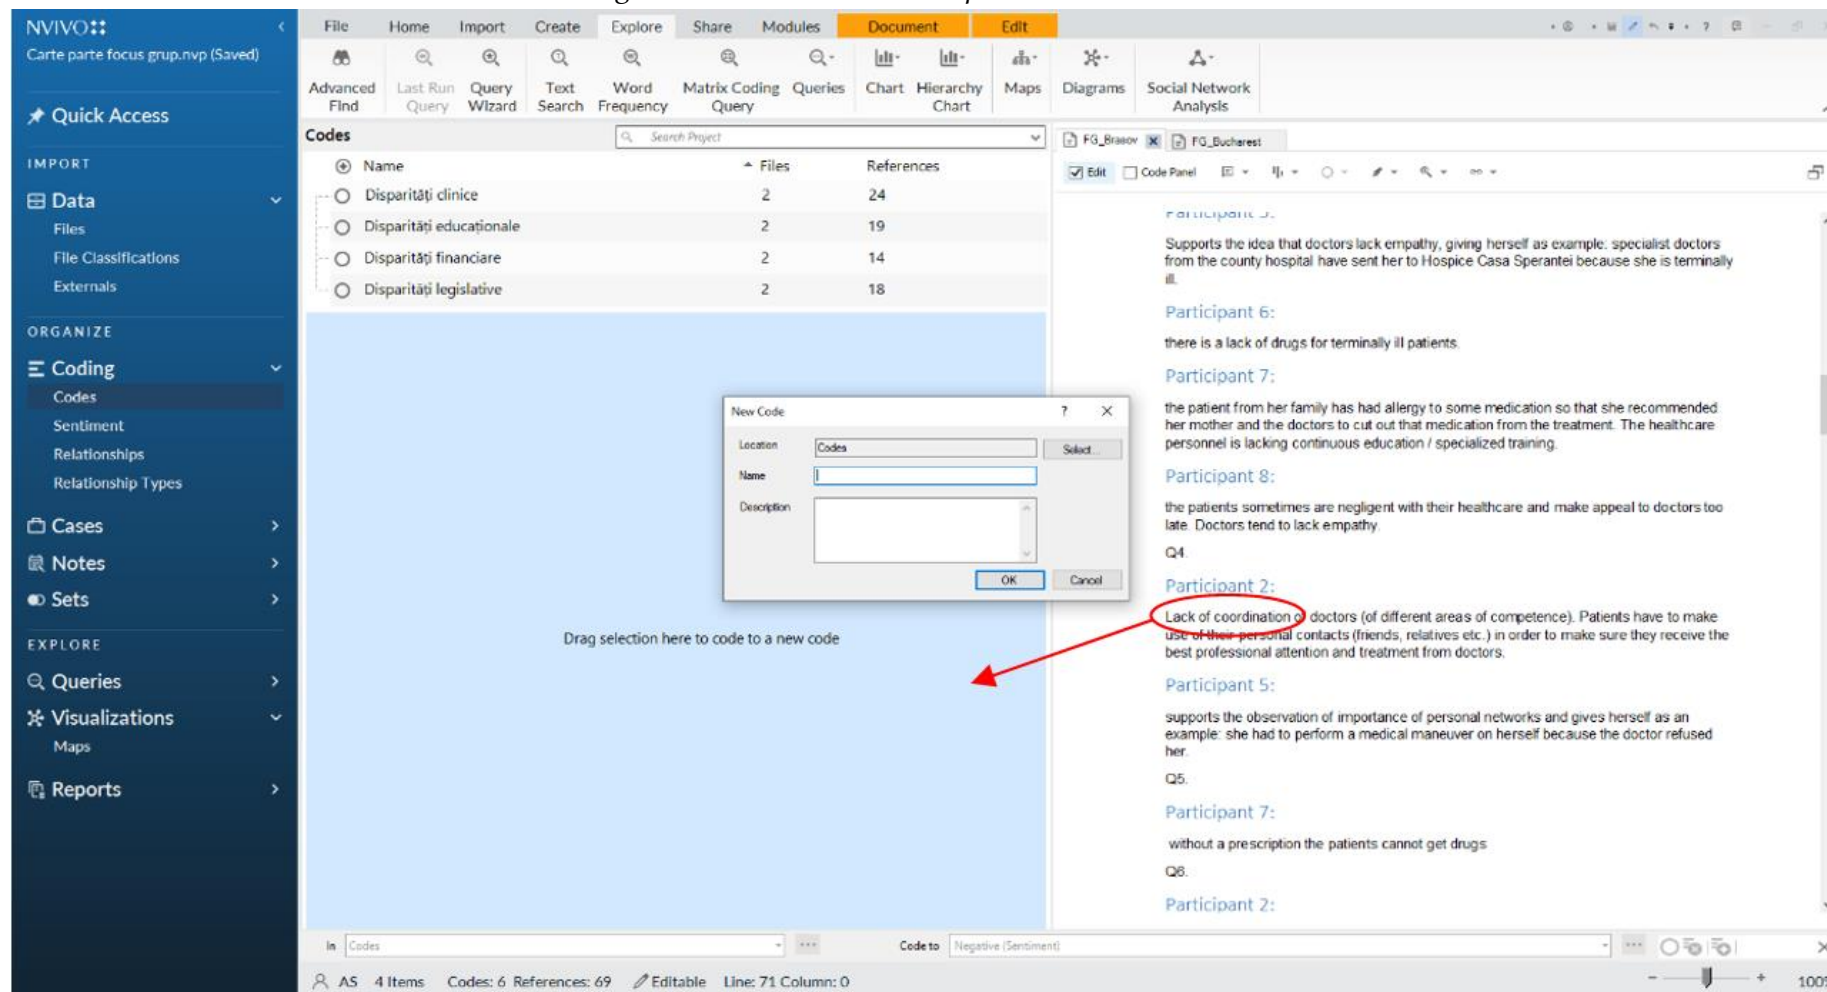 NVIVO
Carte parte focus grup.nvp (Saved)
Quick Access
IMPORT
Data
Files
File Classifications
Externals
ORGANIZE
Coding
Codes
Sentiment
Relationships
Relationship Types
Cases
Notes
Sets
EXPLORE
Queries
Visualizations
Maps
Reports
File Home Import Create Explore Share Modules Document Edit
Advanced Find
Last Run Query
Query Wizard
Text Search
Word Frequency
Matrix Coding Query
Queries
Chart
Hierarchy Chart
Maps
Diagrams
Social Network Analysis
Codes
Search Project
Name Files References
Disparități clinice 2 24
Disparități educaționale 2 19
Disparități financiare 2 14
Disparități legislative 2 18
New Code ?
Location Codes Select...
Name
Description
OK Cancel
Drag selection here to code to a new code
FG_Brasov FG_Bucharest
Edit Code Panel
Participant 5:
Supports the idea that doctors lack empathy, giving herself as example: specialist doctors
from the county hospital have sent her to Hospice Casa Sperantei because she is terminally
ill.
Participant 6:
there is a lack of drugs for terminally ill patients.
Participant 7:
the patient from her family has had allergy to some medication so that she recommended
her mother and the doctors to cut out that medication from the treatment. The healthcare
personnel is lacking continuous education / specialized training.
Participant 8:
the patients sometimes are negligent with their healthcare and make appeal to doctors too
late. Doctors tend to lack empathy.
Q4.
Participant 2:
Lack of coordination of doctors (of different areas of competence). Patients have to make
use of their personal contacts (friends, relatives etc.) in order to make sure they receive the
best professional attention and treatment from doctors.
Participant 5:
supports the observation of importance of personal networks and gives herself as an
example: she had to perform a medical maneuver on herself because the doctor refused
her.
Q5.
Participant 7:
without a prescription the patients cannot get drugs
Q6.
Participant 2:
In Codes Code to Negative (Sentiment)
AS 4 Items Codes: 6 References: 69 Editable Line: 71 Column: 0
100%